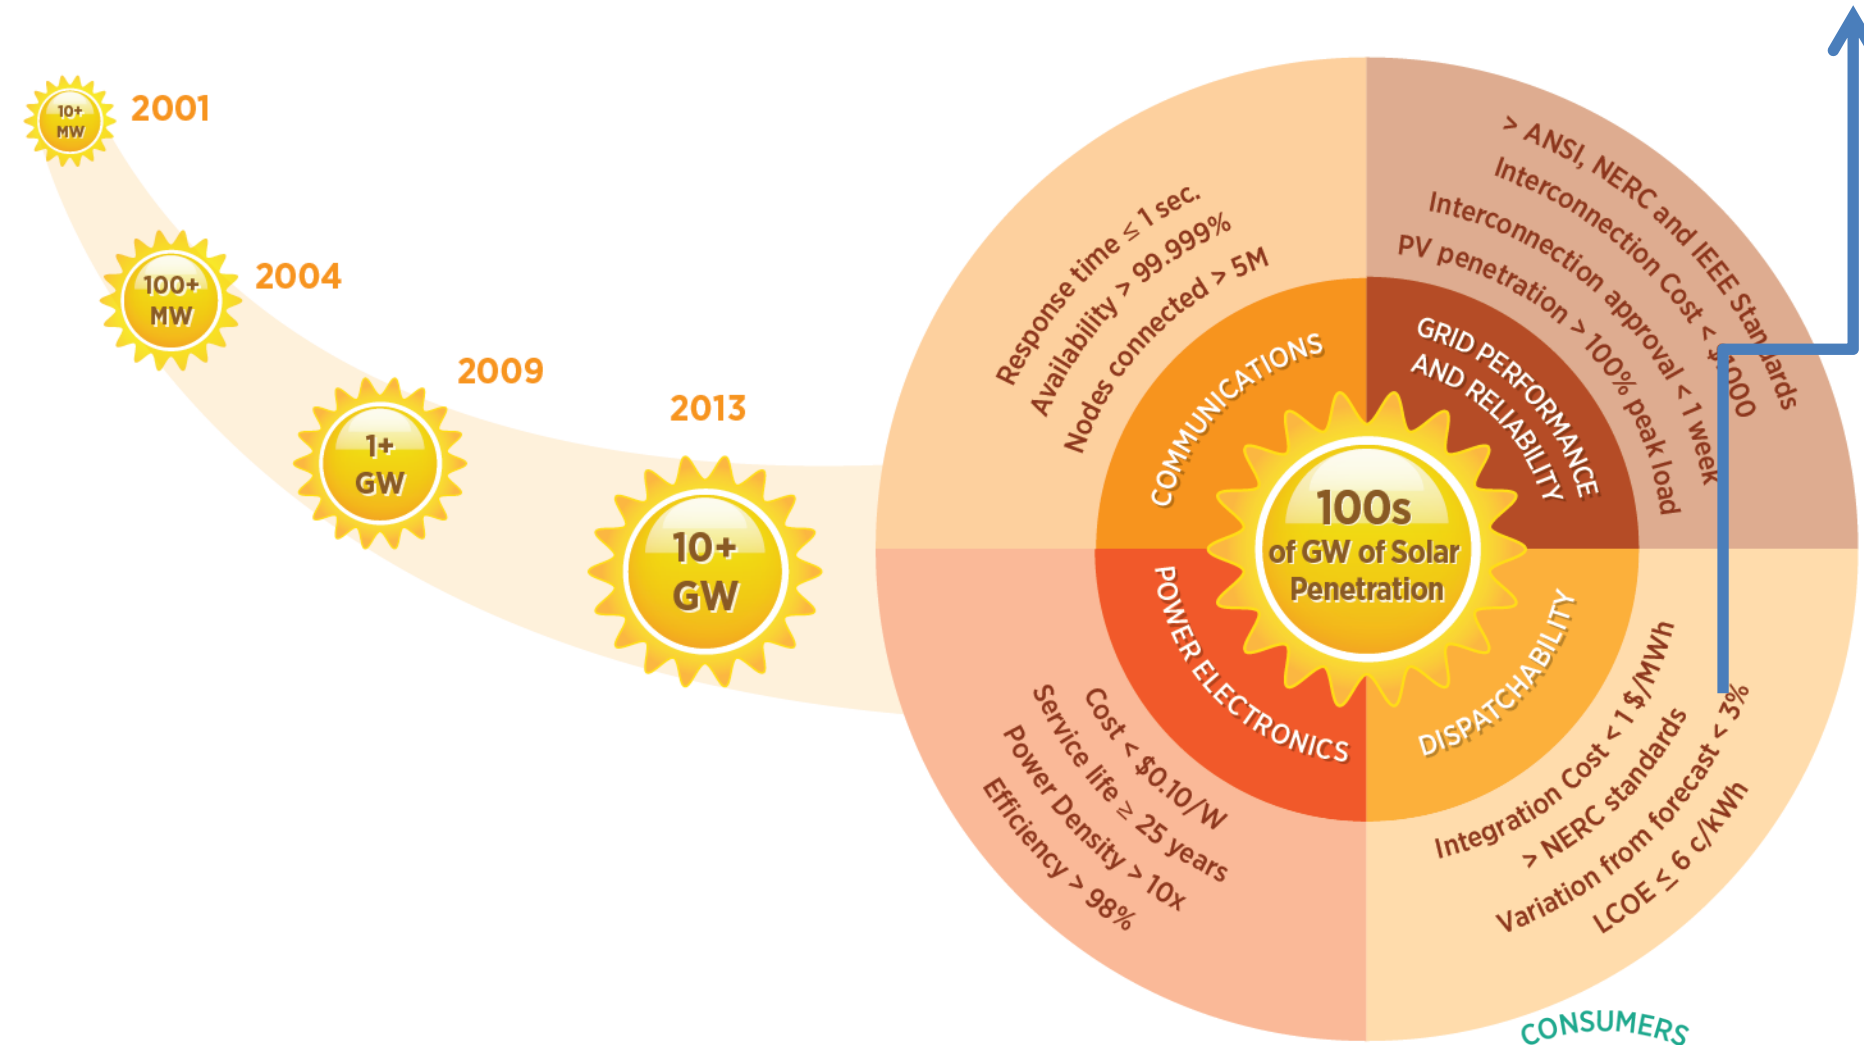 10+
MW
2001
100+
MW
2004
1+
GW
2009
10+
GW
2013
Response time ≤ 1 sec.
Availability > 99.999%
Nodes connected > 5M
COMMUNICATIONS
> ANSI, NERC and IEEE Standards
Interconnection Cost < $1000
Interconnection approval < 1 week
PV penetration > 100% peak load
GRID PERFORMANCE
AND RELIABILITY
100s
of GW of Solar
Penetration
POWER ELECTRONICS
Cost < $0.10/W
Service life ≥ 25 years
Power Density > 10x
Efficiency > 98%
DISPATCHABILITY
Integration Cost < 1 $/MWh
> NERC standards
Variation from forecast < 3%
LCOE ≤ 6 c/kWh
CONSUMERS